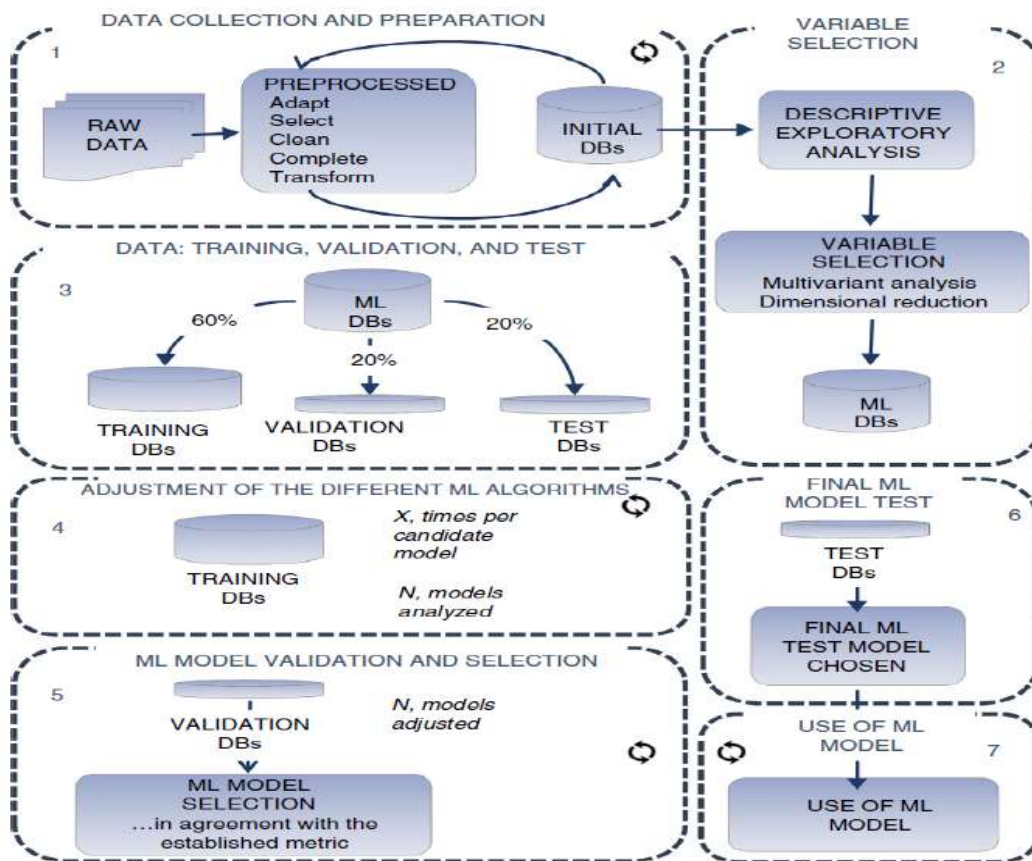 DATA COLLECTION AND PREPARATION
1
RAW
DATA
PREPROCESSED
Adapt
Select
Clean
Complete
Transform
INITIAL
DBs
VARIABLE
SELECTION
2
DESCRIPTIVE
EXPLORATORY
ANALYSIS
VARIABLE
SELECTION
Multivariant analysis
Dimensional reduction
ML
DBs
DATA: TRAINING, VALIDATION, AND TEST
3
ML
DBs
60%
20%
20%
TRAINING
DBs
VALIDATION
DBs
TEST
DBs
ADJUSTMENT OF THE DIFFERENT ML ALGORITHMS
4
TRAINING
DBs
X, times per
candidate
model
N, models
analyzed
ML MODEL VALIDATION AND SELECTION
5
VALIDATION
DBs
N, models
adjusted
ML MODEL
SELECTION
...in agreement with the
established metric
FINAL ML
MODEL TEST
6
TEST
DBs
FINAL ML
TEST MODEL
CHOSEN
USE OF ML
MODEL
7
USE OF ML
MODEL